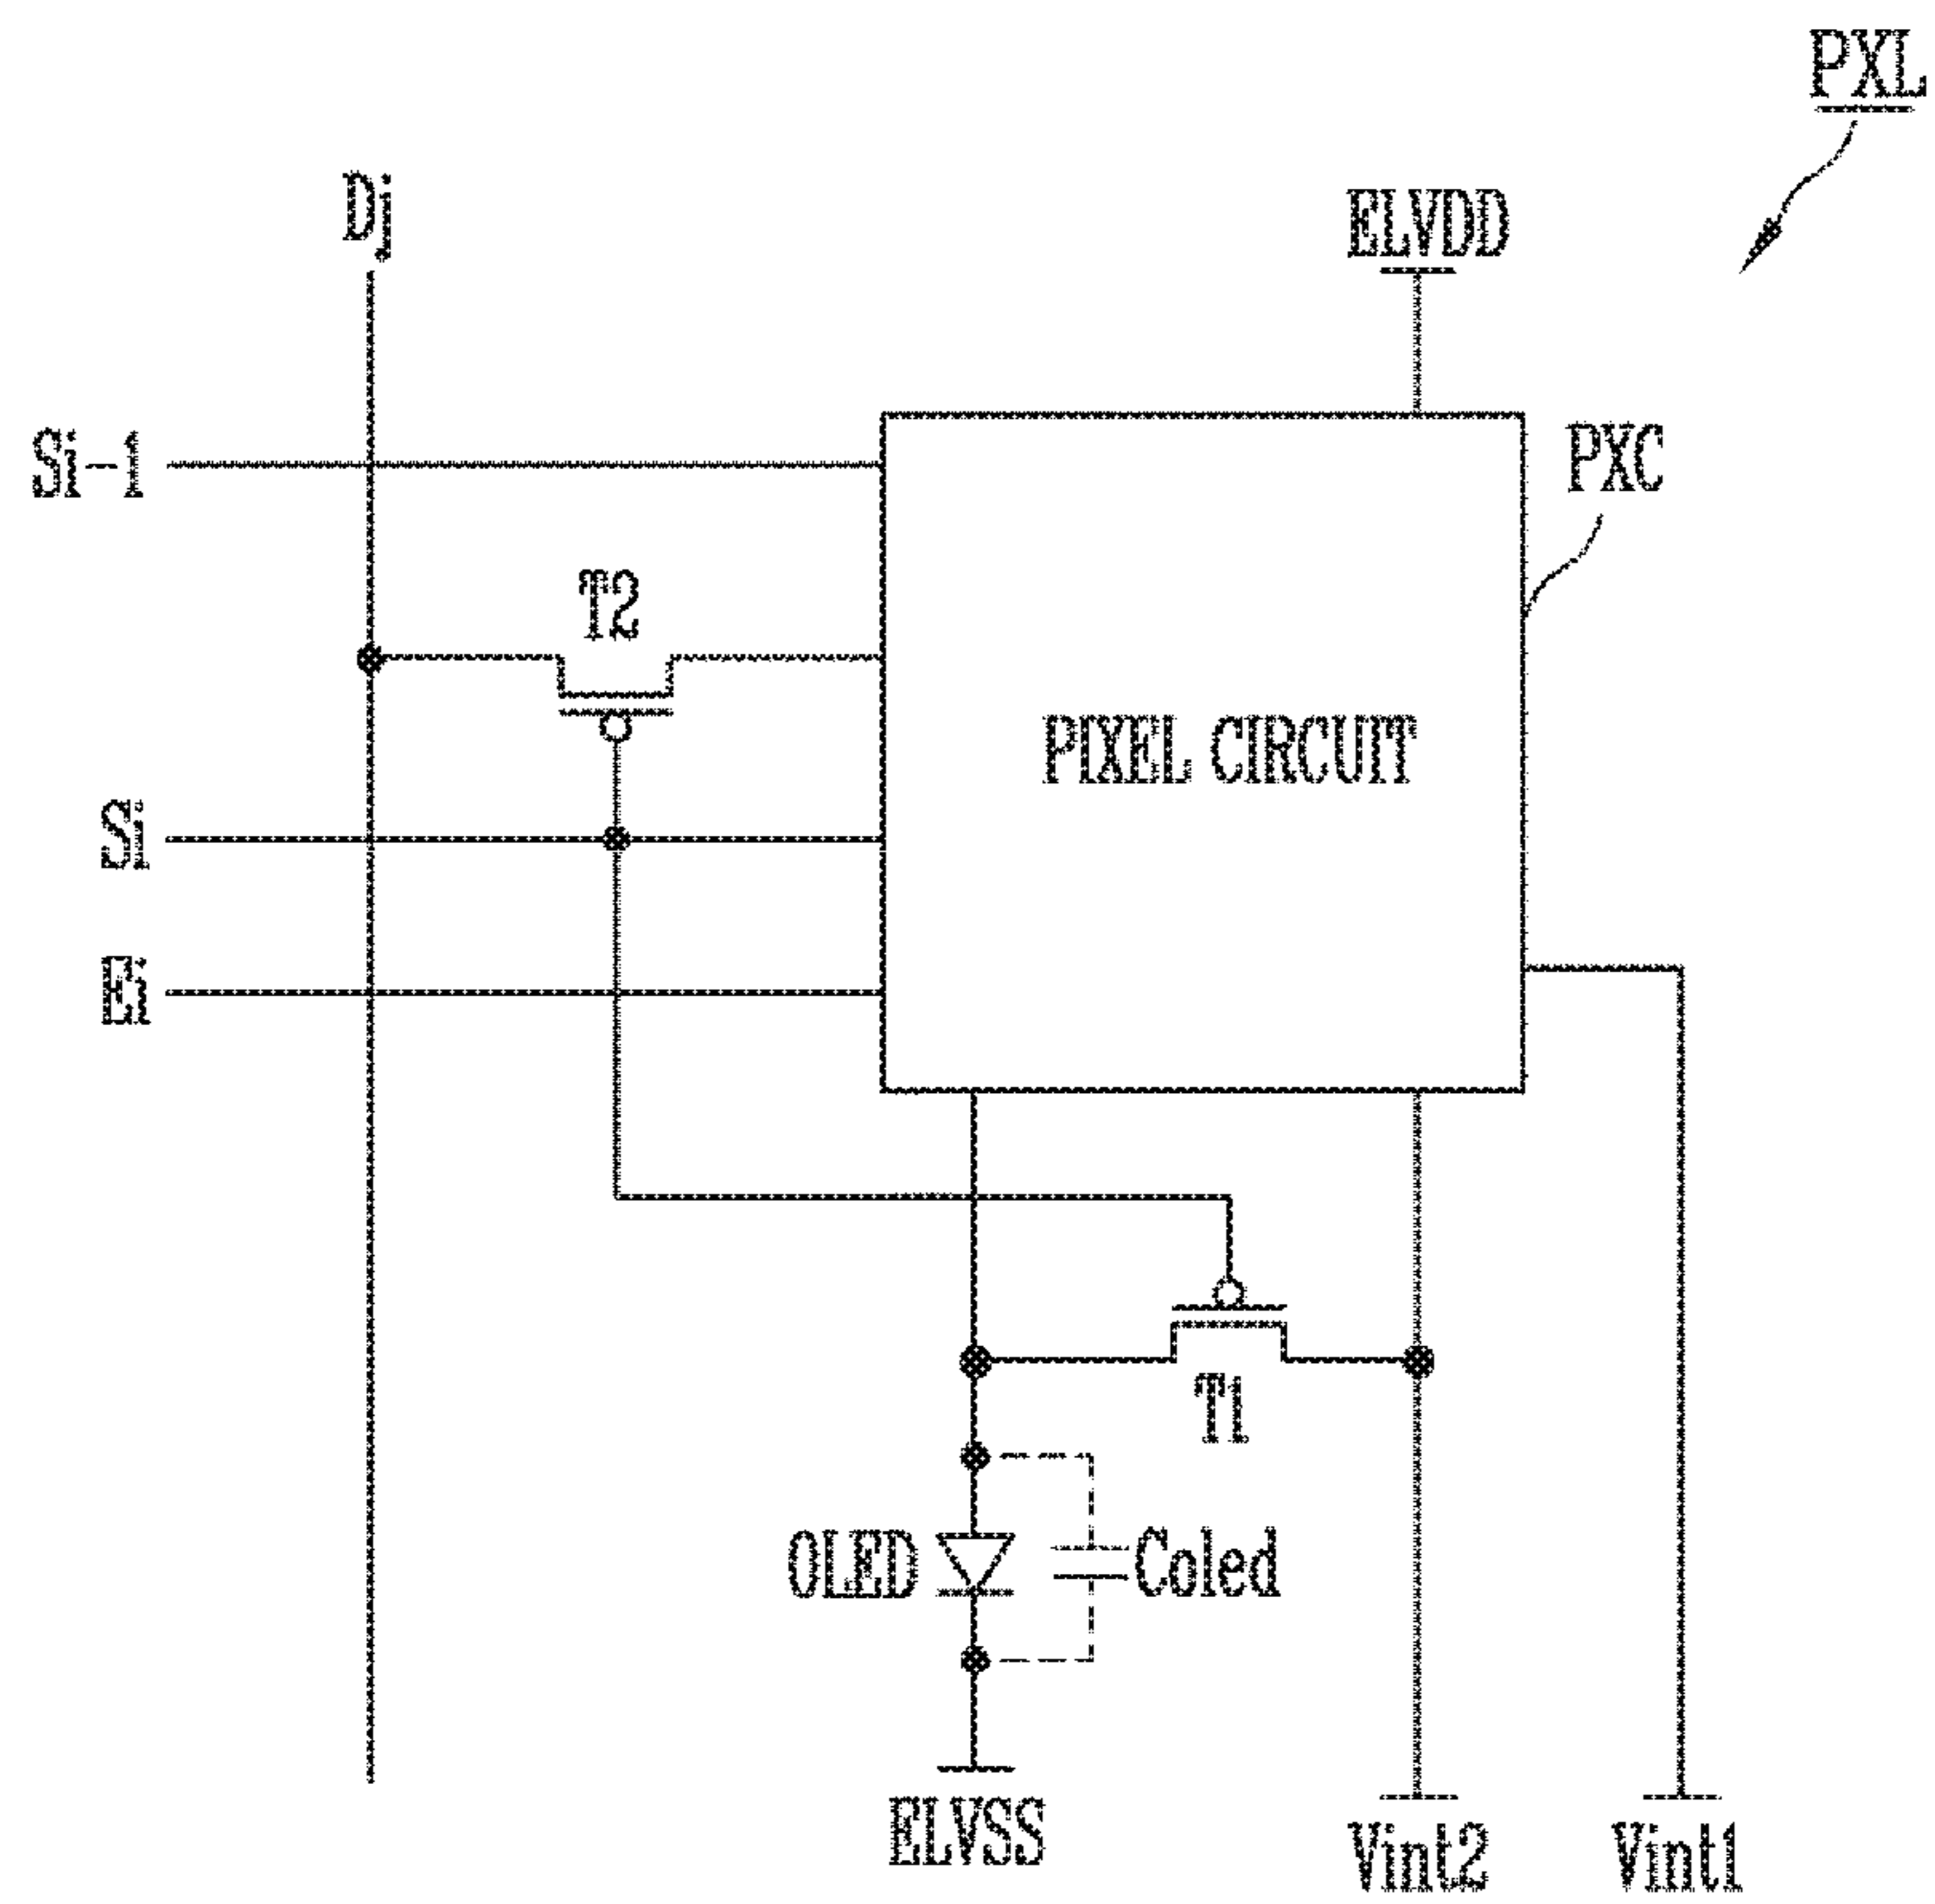 PXL
Dj
ELVDD
Si-1
PXC
T2
PIXEL CIRCUIT
Si
Ei
T1
OLED
Coled
ELVSS
Vint2
Vint1